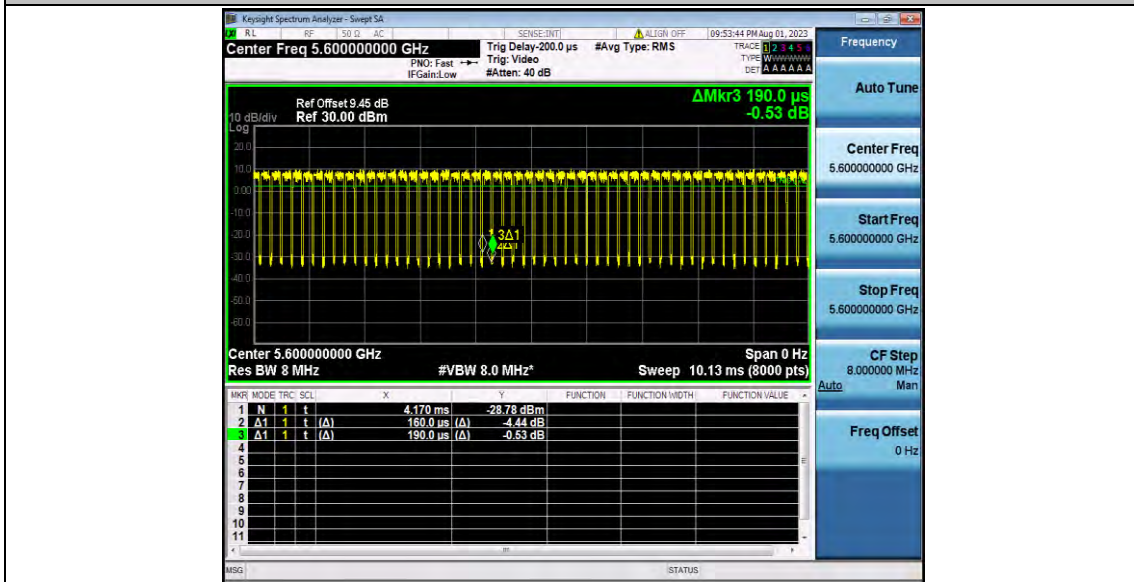 Keysight Spectrum Analyzer - Swept SA
RL RF 50 Ω AC SENSE:INT ALIGN OFF 09:53:44 PM Aug 01, 2023
Center Freq 5.600000000 GHz
PNO: Fast
IFGain:Low
Trig Delay-200.0 µs
Trig: Video
#Atten: 40 dB
#Avg Type: RMS
TRACE 1 2 3 4 5 6
TYPE W
DET A A A A A A
Frequency
Auto Tune
Center Freq
5.600000000 GHz
Start Freq
5.600000000 GHz
Stop Freq
5.600000000 GHz
CF Step
8.000000 MHz
Auto Man
Freq Offset
0 Hz
ΔMkr3 190.0 µs
-0.53 dB
Ref Offset 9.45 dB
10 dB/div Ref 30.00 dBm
Log
20.0
10.0
0.00
-10.0
-20.0
-30.0
-40.0
-50.0
-60.0
3Δ1
Center 5.600000000 GHz Span 0 Hz
Res BW 8 MHz #VBW 8.0 MHz* Sweep 10.13 ms (8000 pts)
MKR MODE TRC SCL X Y FUNCTION FUNCTION WIDTH FUNCTION VALUE
1 N 1 t 4.170 ms -28.78 dBm
2 Δ1 1 t (Δ) 160.0 µs (Δ) -4.44 dB
3 Δ1 1 t (Δ) 190.0 µs (Δ) -0.53 dB
4
5
6
7
8
9
10
11
MSG STATUS